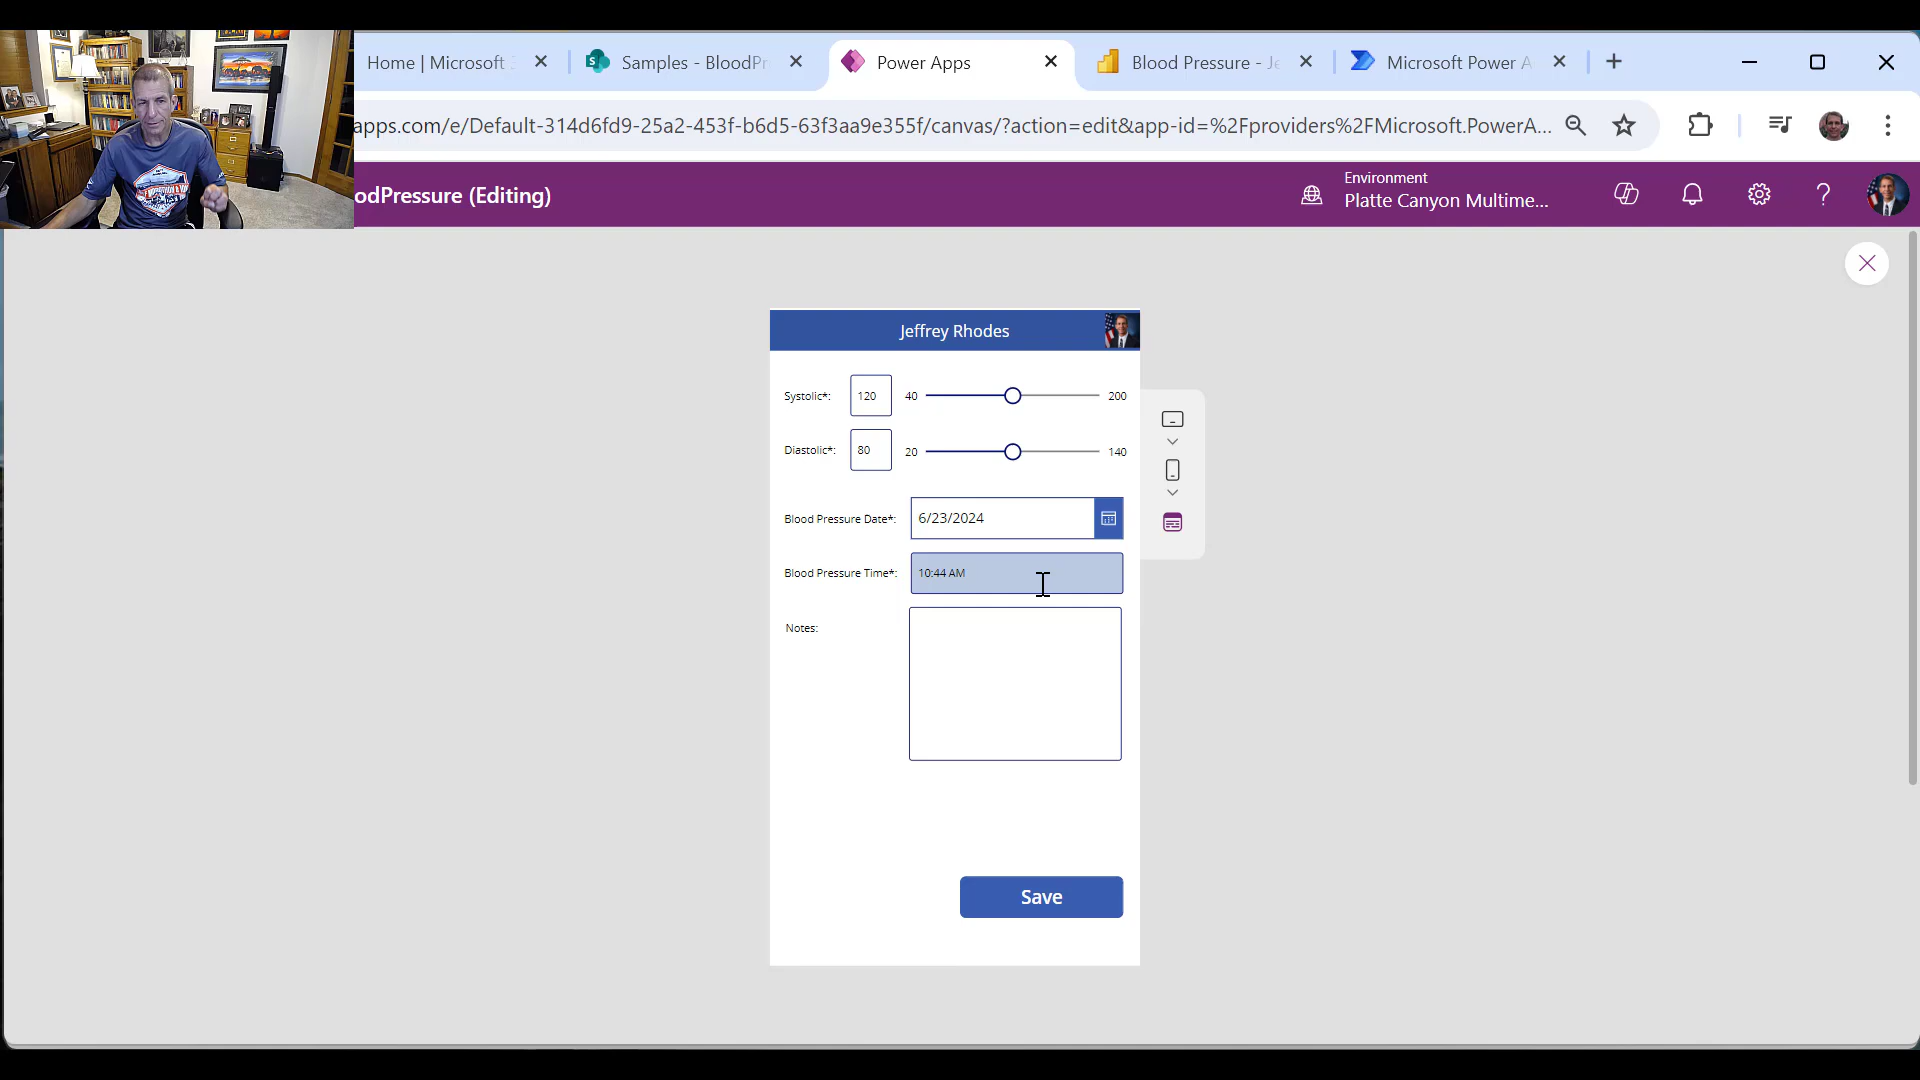 Home | Microsoft
Samples - BloodPr
Power Apps
Blood Pressure - Je
Microsoft Power A
apps.com/e/Default-314d6fd9-25a2-453f-b6d5-63f3aa9e355f/canvas/?action=edit&app-id=%2Fproviders%2FMicrosoft.PowerA...
odPressure (Editing)
Environment
Platte Canyon Multime...
Jeffrey Rhodes
Systolic*: 120 40 200
Diastolic*: 80 20 140
Blood Pressure Date*: 6/23/2024
Blood Pressure Time*: 10:44 AM
Notes:
Save